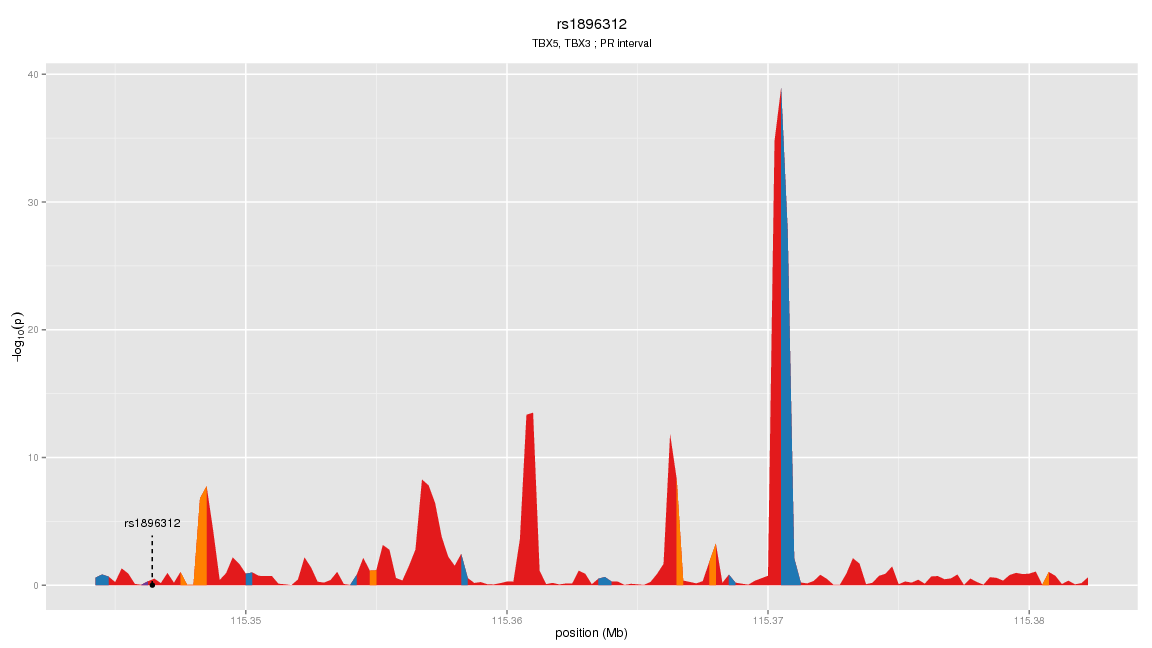 rs1896312
TBX5, TBX3 ; PR interval
40
30
20
10
0
−log10(p)
rs1896312
115.35
115.36
115.37
115.38
position (Mb)